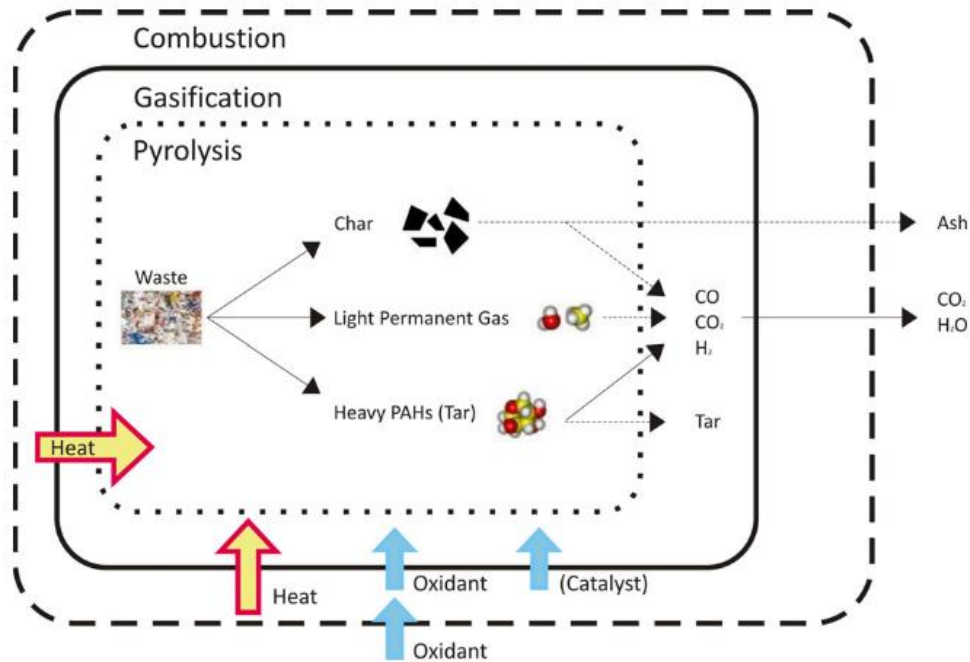 Combustion
Gasification
Pyrolysis
Char
Ash
Waste
CO
CO₂
Light Permanent Gas
CO₂
H₂O
H₂
Heavy PAHs (Tar)
Tar
Heat
Oxidant
(Catalyst)
Heat
Oxidant